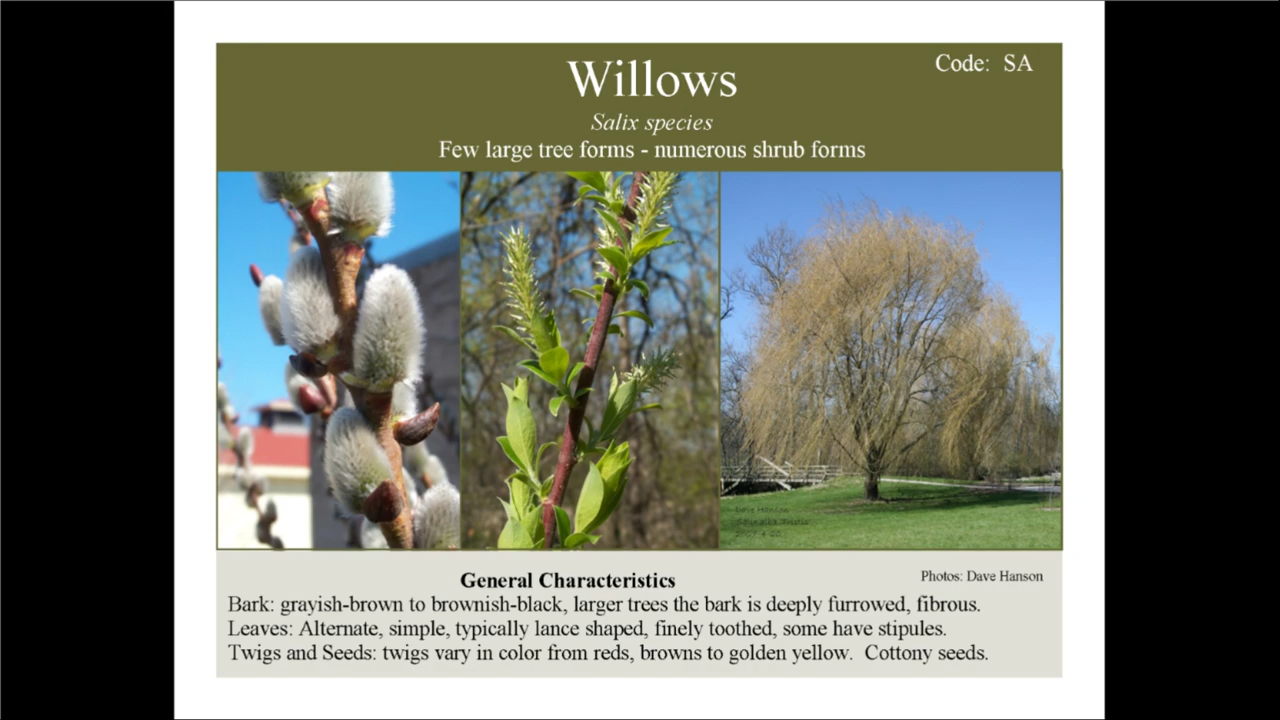 Code: SA
Willows
Salix species
Few large tree forms - numerous shrub forms
General Characteristics
Photos: Dave Hanson
Bark: grayish-brown to brownish-black, larger trees the bark is deeply furrowed, fibrous.
Leaves: Alternate, simple, typically lance shaped, finely toothed, some have stipules.
Twigs and Seeds: twigs vary in color from reds, browns to golden yellow. Cottony seeds.